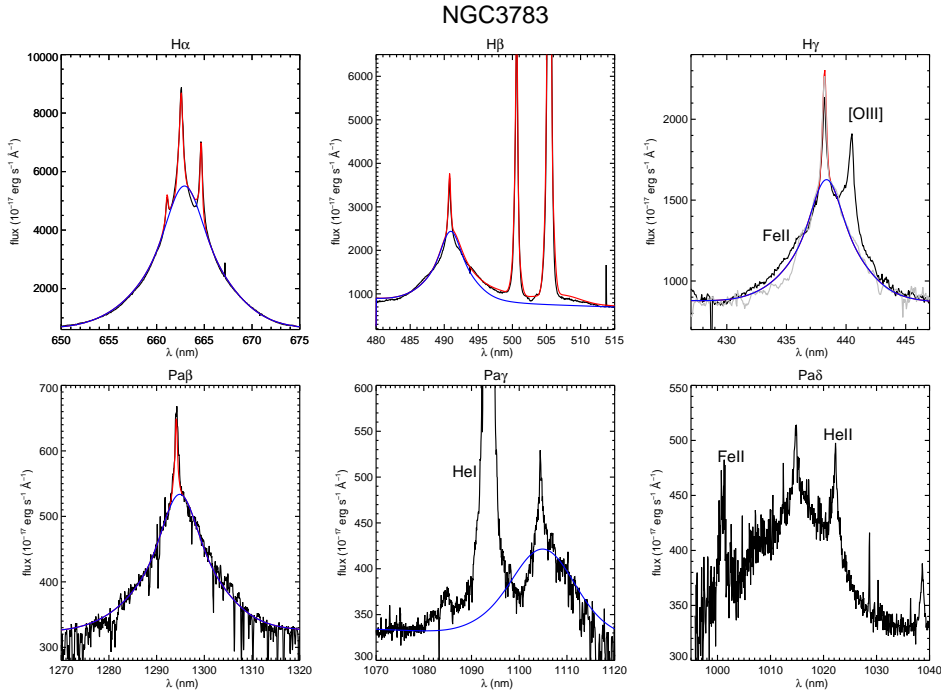 NGC3783
Hα
flux (10⁻¹⁷ erg s⁻¹ Å⁻¹)
10000
8000
6000
4000
2000
650 655 660 665 670 675
λ (nm)
Hβ
flux (10⁻¹⁷ erg s⁻¹ Å⁻¹)
6000
5000
4000
3000
2000
1000
480 485 490 495 500 505 510 515
λ (nm)
Hγ
flux (10⁻¹⁷ erg s⁻¹ Å⁻¹)
2000
1500
1000
[OIII]
FeII
430 435 440 445
λ (nm)
Paβ
flux (10⁻¹⁷ erg s⁻¹ Å⁻¹)
700
600
500
400
300
1270 1280 1290 1300 1310 1320
λ (nm)
Paγ
flux (10⁻¹⁷ erg s⁻¹ Å⁻¹)
600
550
500
450
400
350
300
HeI
1070 1080 1090 1100 1110 1120
λ (nm)
Paδ
flux (10⁻¹⁷ erg s⁻¹ Å⁻¹)
550
500
450
400
350
300
FeII
HeII
1000 1010 1020 1030 1040
λ (nm)